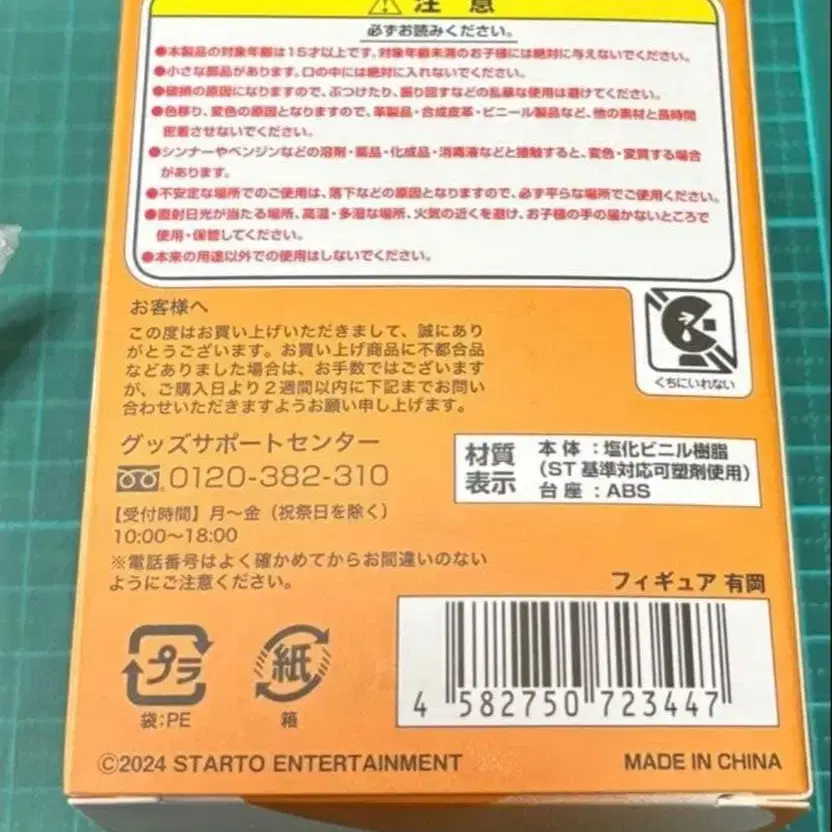 注意
必ずお読みください。
●本製品の対象年齢は15才以上です。対象年齢未満のお子様には絶対に与えないでください。
●小さな部品があります。口の中には絶対に入れないでください。
●破損の原因になりますので、ぶつけたり、振り回すなどの乱暴な使用は避けてください。
●色移り、変色の原因となりますので、革製品・合成皮革・ビニール製品など、他の素材と長時間
密着させないでください。
●シンナーやベンジンなどの溶剤・薬品・化成品・消毒液などと接触すると、変色・変質する場合
があります。
●不安定な場所でのご使用は、落下などの原因となりますので、必ず平らな場所でご使用ください。
●直射日光が当たる場所、高温・多湿な場所、火気の近くを避け、お子様の手の届かないところで
使用・保管してください。
●本来の用途以外での使用はしないでください。
お客様へ
この度はお買い上げいただきまして、誠にあり
がとうございます。お買い上げ商品に不都合品
などありました場合は、お手数ではございます
が、ご購入日より2週間以内に下記までお問い
合わせいただきますようお願い申し上げます。
くちにいれない
グッズサポートセンター
0120-382-310
【受付時間】月〜金（祝祭日を除く）
10:00〜18:00
※電話番号はよく確かめてからお間違いのない
ようにご注意ください。
材質
表示
本体：塩化ビニル樹脂
（ST基準対応可塑剤使用）
台座：ABS
フィギュア 有岡
プラ
袋:PE
紙
箱
4 582750 723447
©2024 STARTO ENTERTAINMENT
MADE IN CHINA